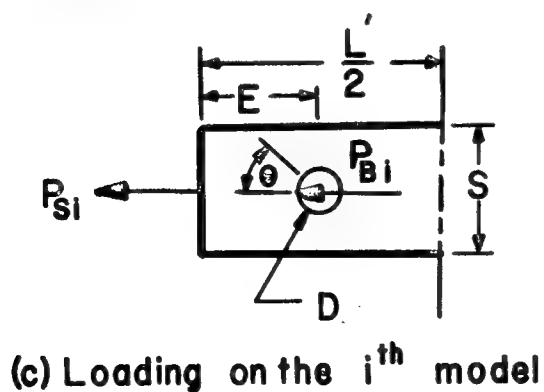 L'
2
E
P_Si
θ
P_Bi
S
D
(c) Loading on the i^th model